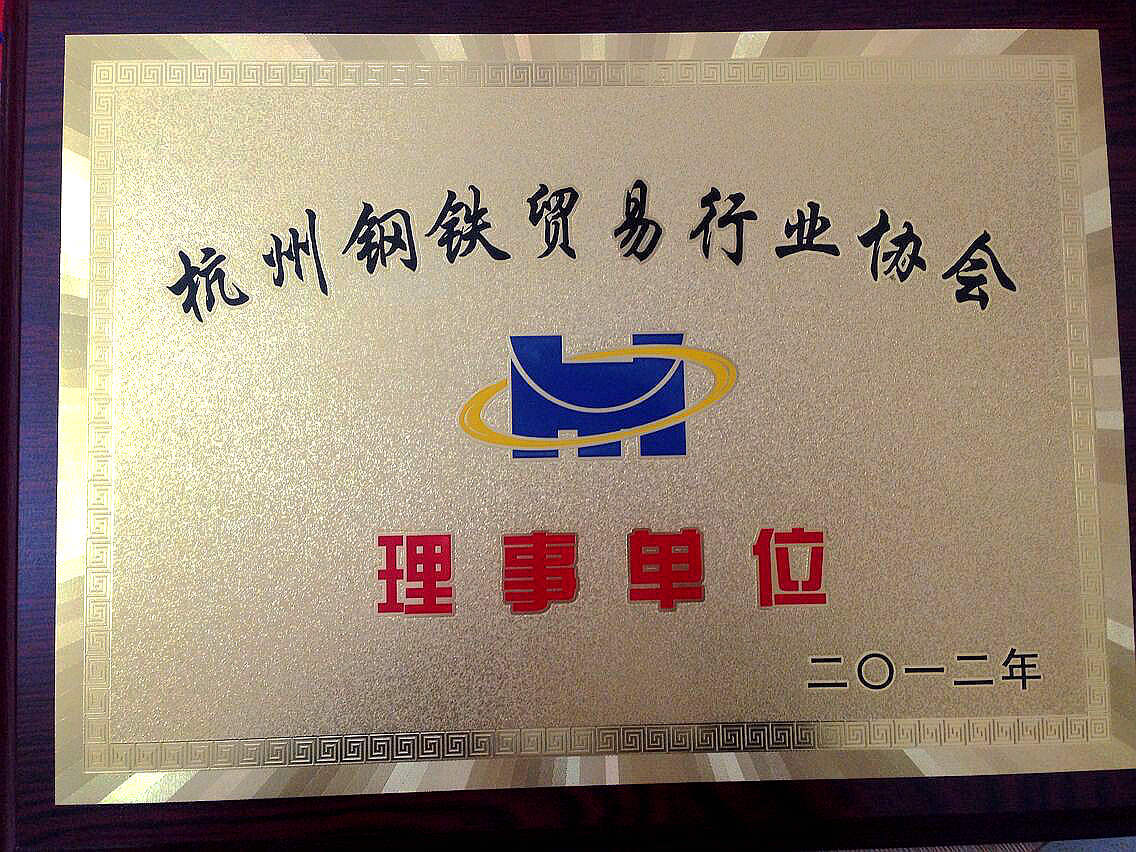 杭州钢铁贸易行业协会
理事单位
二〇一二年